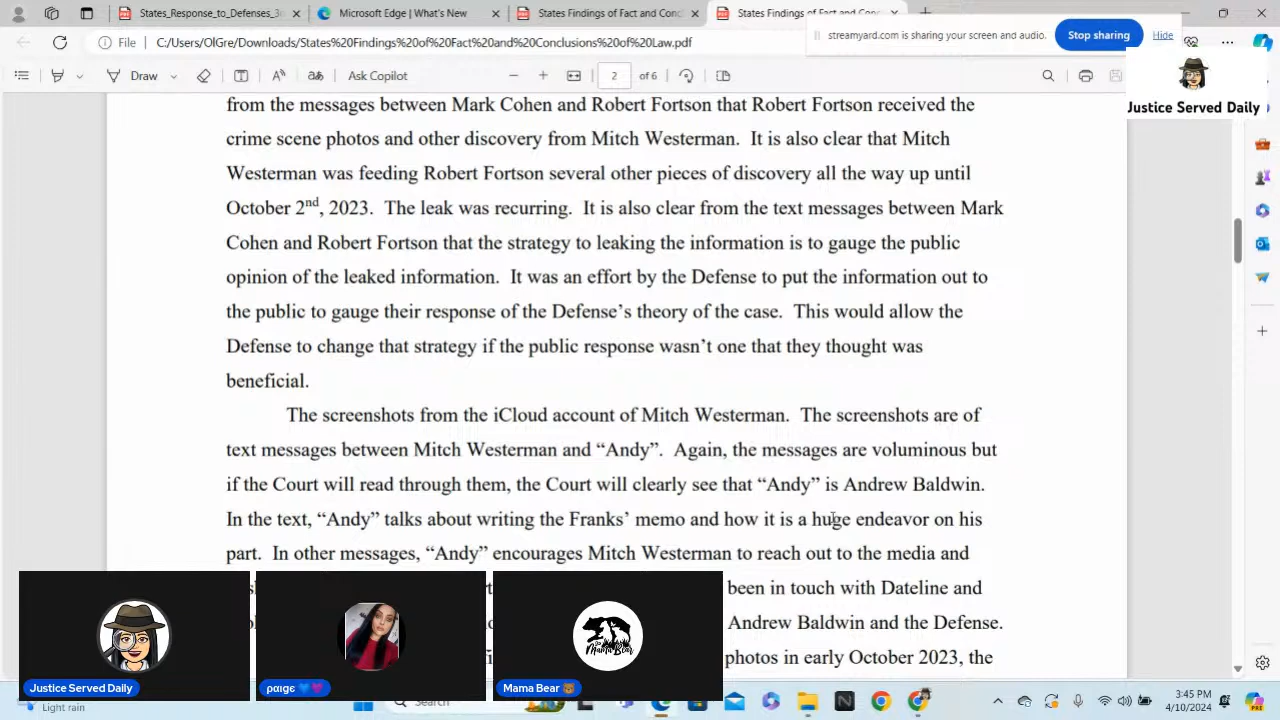 States_Response_to_Defenses_3
Microsoft Edge | What's New
States Findings of Fact and Conc
States Findings of Fact and Con
File
C:/Users/OlGre/Downloads/States%20Findings%20of%20Fact%20and%20Conclusions%20of%20Law.pdf
streamyard.com is sharing your screen and audio.
Stop sharing
Hide
Draw
Ask Copilot
2
of 6
Justice Served Daily
from the messages between Mark Cohen and Robert Fortson that Robert Fortson received the
crime scene photos and other discovery from Mitch Westerman. It is also clear that Mitch
Westerman was feeding Robert Fortson several other pieces of discovery all the way up until
October 2nd, 2023. The leak was recurring. It is also clear from the text messages between Mark
Cohen and Robert Fortson that the strategy to leaking the information is to gauge the public
opinion of the leaked information. It was an effort by the Defense to put the information out to
the public to gauge their response of the Defense's theory of the case. This would allow the
Defense to change that strategy if the public response wasn't one that they thought was
beneficial.
The screenshots from the iCloud account of Mitch Westerman. The screenshots are of
text messages between Mitch Westerman and “Andy”. Again, the messages are voluminous but
if the Court will read through them, the Court will clearly see that “Andy” is Andrew Baldwin.
In the text, “Andy” talks about writing the Franks’ memo and how it is a huge endeavor on his
part. In other messages, “Andy” encourages Mitch Westerman to reach out to the media and
been in touch with Dateline and
Andrew Baldwin and the Defense.
photos in early October 2023, the
Justice Served Daily
ραιgε 💙💜
Mama Bear 🐻
The Mama Bear
Light rain
Search
3:45 PM
4/10/2024